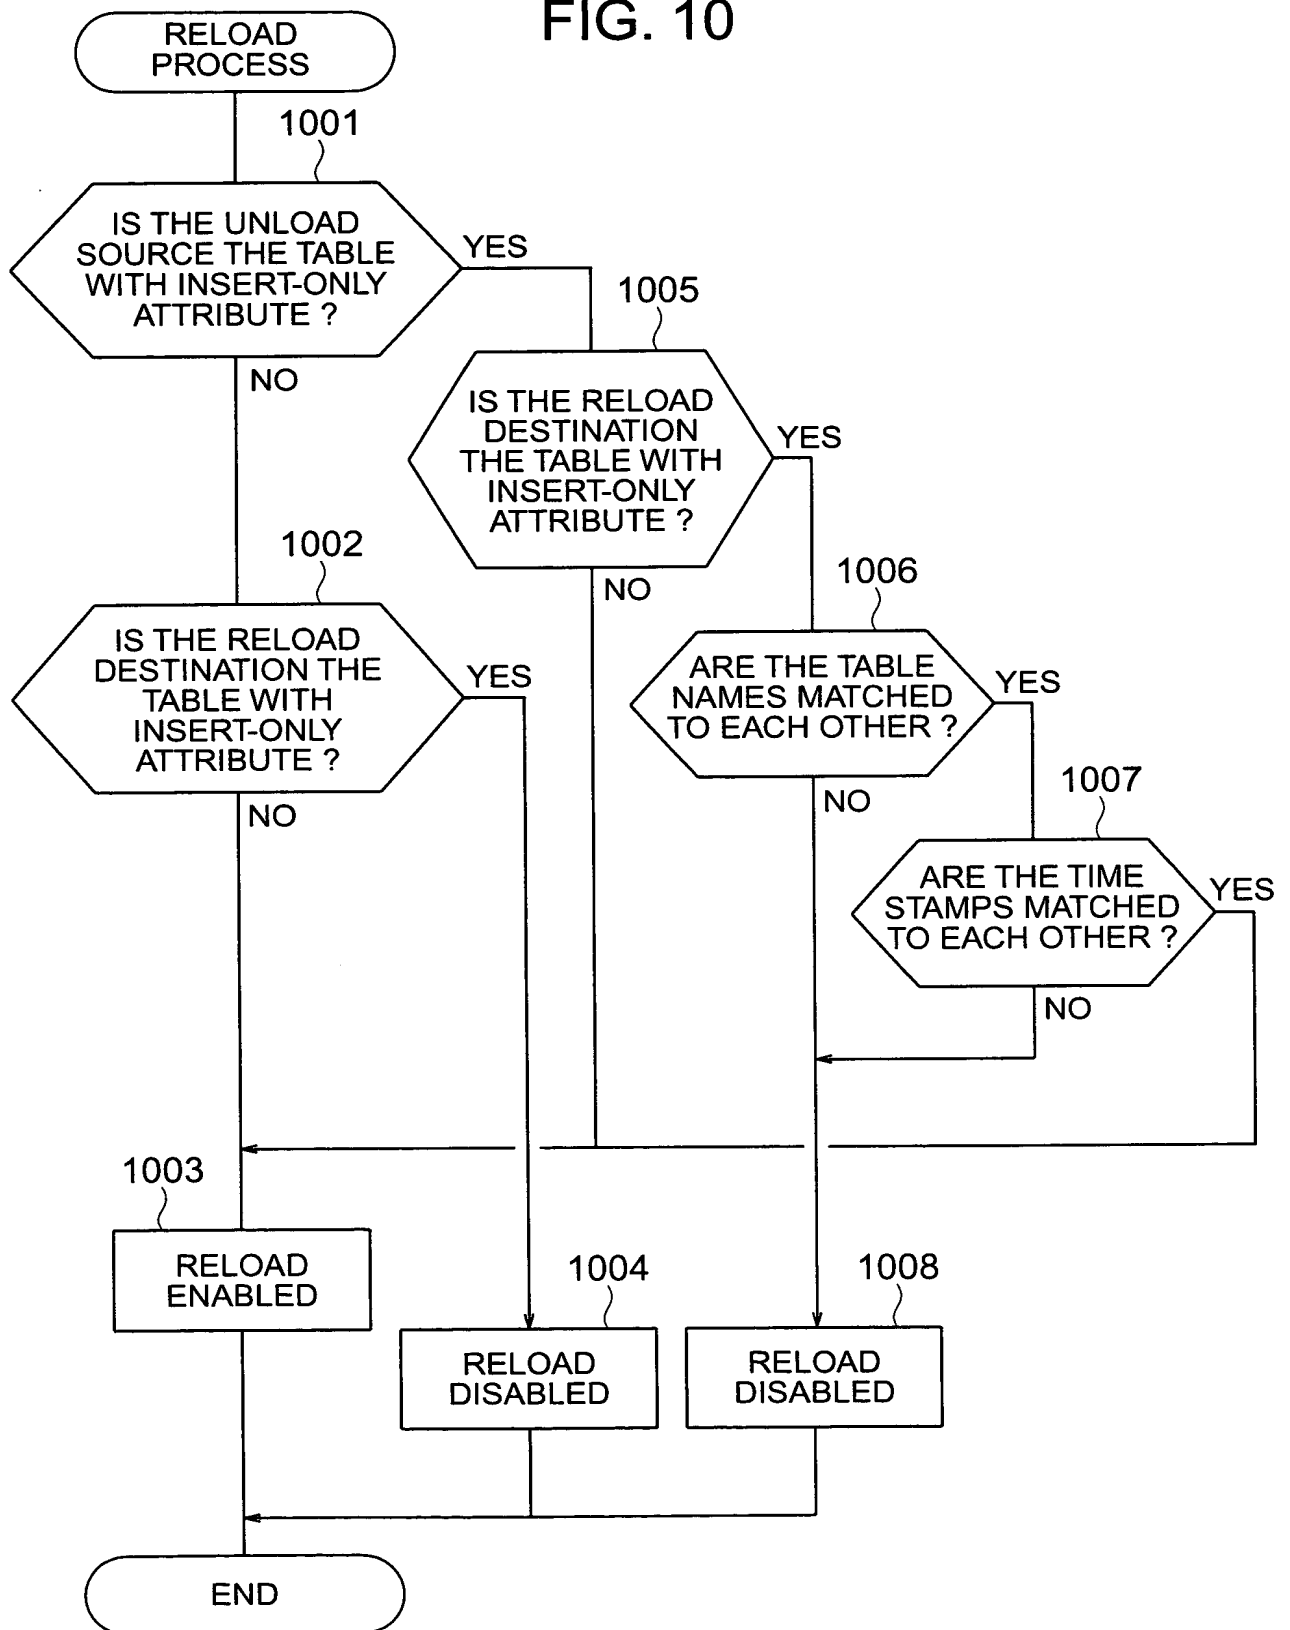 FIG. 10
RELOAD
PROCESS
1001
IS THE UNLOAD
SOURCE THE TABLE
WITH INSERT-ONLY
ATTRIBUTE ?
YES
NO
1005
IS THE RELOAD
DESTINATION
THE TABLE WITH
INSERT-ONLY
ATTRIBUTE ?
YES
NO
1002
IS THE RELOAD
DESTINATION THE
TABLE WITH
INSERT-ONLY
ATTRIBUTE ?
YES
NO
1006
ARE THE TABLE
NAMES MATCHED
TO EACH OTHER ?
YES
NO
1007
ARE THE TIME
STAMPS MATCHED
TO EACH OTHER ?
YES
NO
1003
RELOAD
ENABLED
1004
RELOAD
DISABLED
1008
RELOAD
DISABLED
END